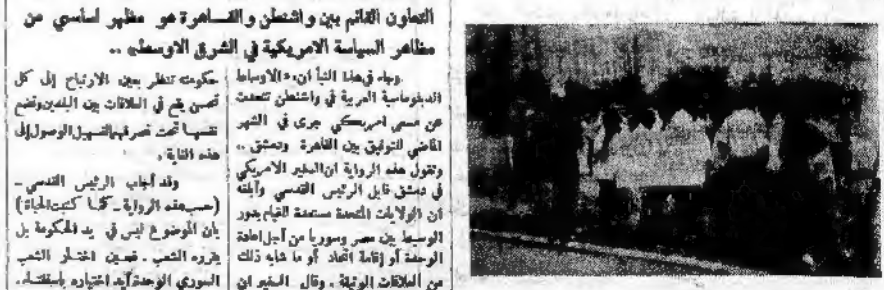 التعاون القائم بين واشنطن والقـاهرة هو مظهر اساسي من
مظاهر السياسة الامريكية في الشرق الاوسط» ..
وجاء في هذا النبأ ان: «الاوساط
الدبلوماسية العربية في واشنطن تتحدث
عن مسعى امريكي جرى في الشهر
الماضي للتوفيق بين القاهرة ودمشق ..
وتقول هذه الرواية ان السفير الامريكي
في دمشق قابل الرئيس القدسي وأبلغه
ان الولايات المتحدة مستعدة للقيام بدور
الوسيط بين مصر وسوريا من أجل اعادة
الوحدة أو إقامة اتحاد أو ما شابه ذلك
من العلاقات الوثيقة . وقال السفير ان
حكومته تنظر بعين الارتياح إلى كل
تحسن يقع في العلاقات بين البلدين وتضع
نفسها تحت تصرفهما لتسهيل الوصول إلى
هذه الغاية .
وقد أجاب الرئيس القدسي -
(حسب هذه الرواية - كما كتبت الحياة)
بأن الموضوع ليس في يد الحكومة بل
يقرره الشعب . فحين اختار الشعب
السوري الوحدة أيد اختياره باستفتاء.